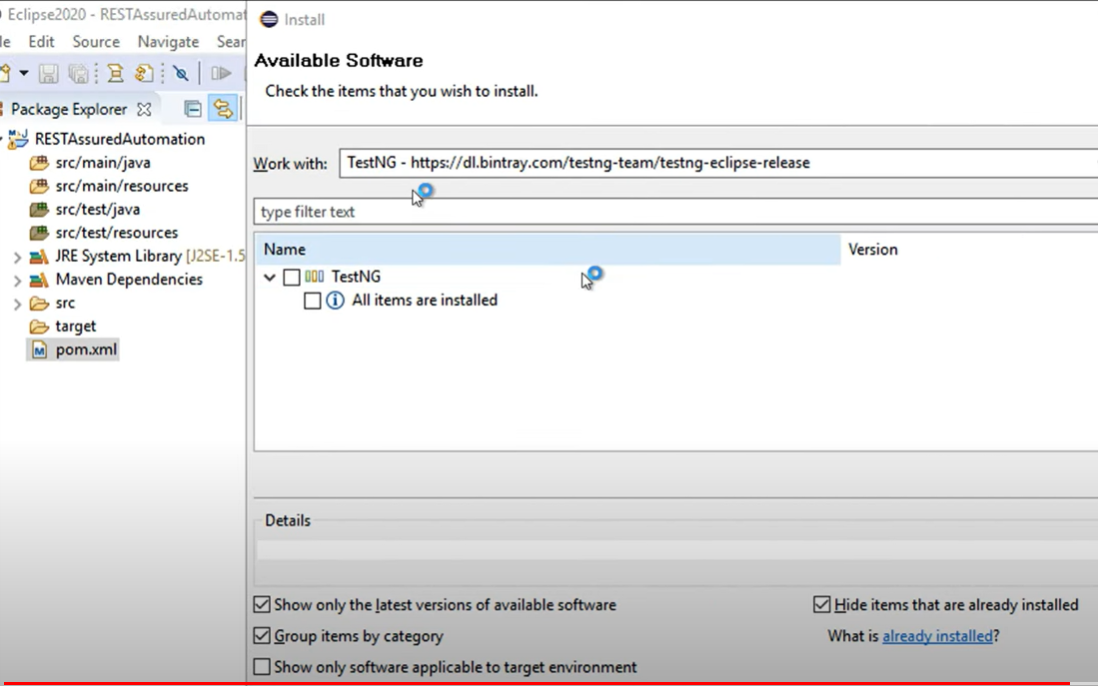 Eclipse2020 - RESTAssuredAutomat
Install
Edit Source Navigate Sear
Available Software
Check the items that you wish to install.
Package Explorer
RESTAssuredAutomation
Work with: TestNG - https://dl.bintray.com/testng-team/testng-eclipse-release
src/main/java
src/main/resources
src/test/java
type filter text
src/test/resources
Name Version
JRE System Library [J2SE-1.5
Maven Dependencies
TestNG
src
All items are installed
target
pom.xml
Details
Show only the latest versions of available software
Hide items that are already installed
Group items by category
What is already installed?
Show only software applicable to target environment